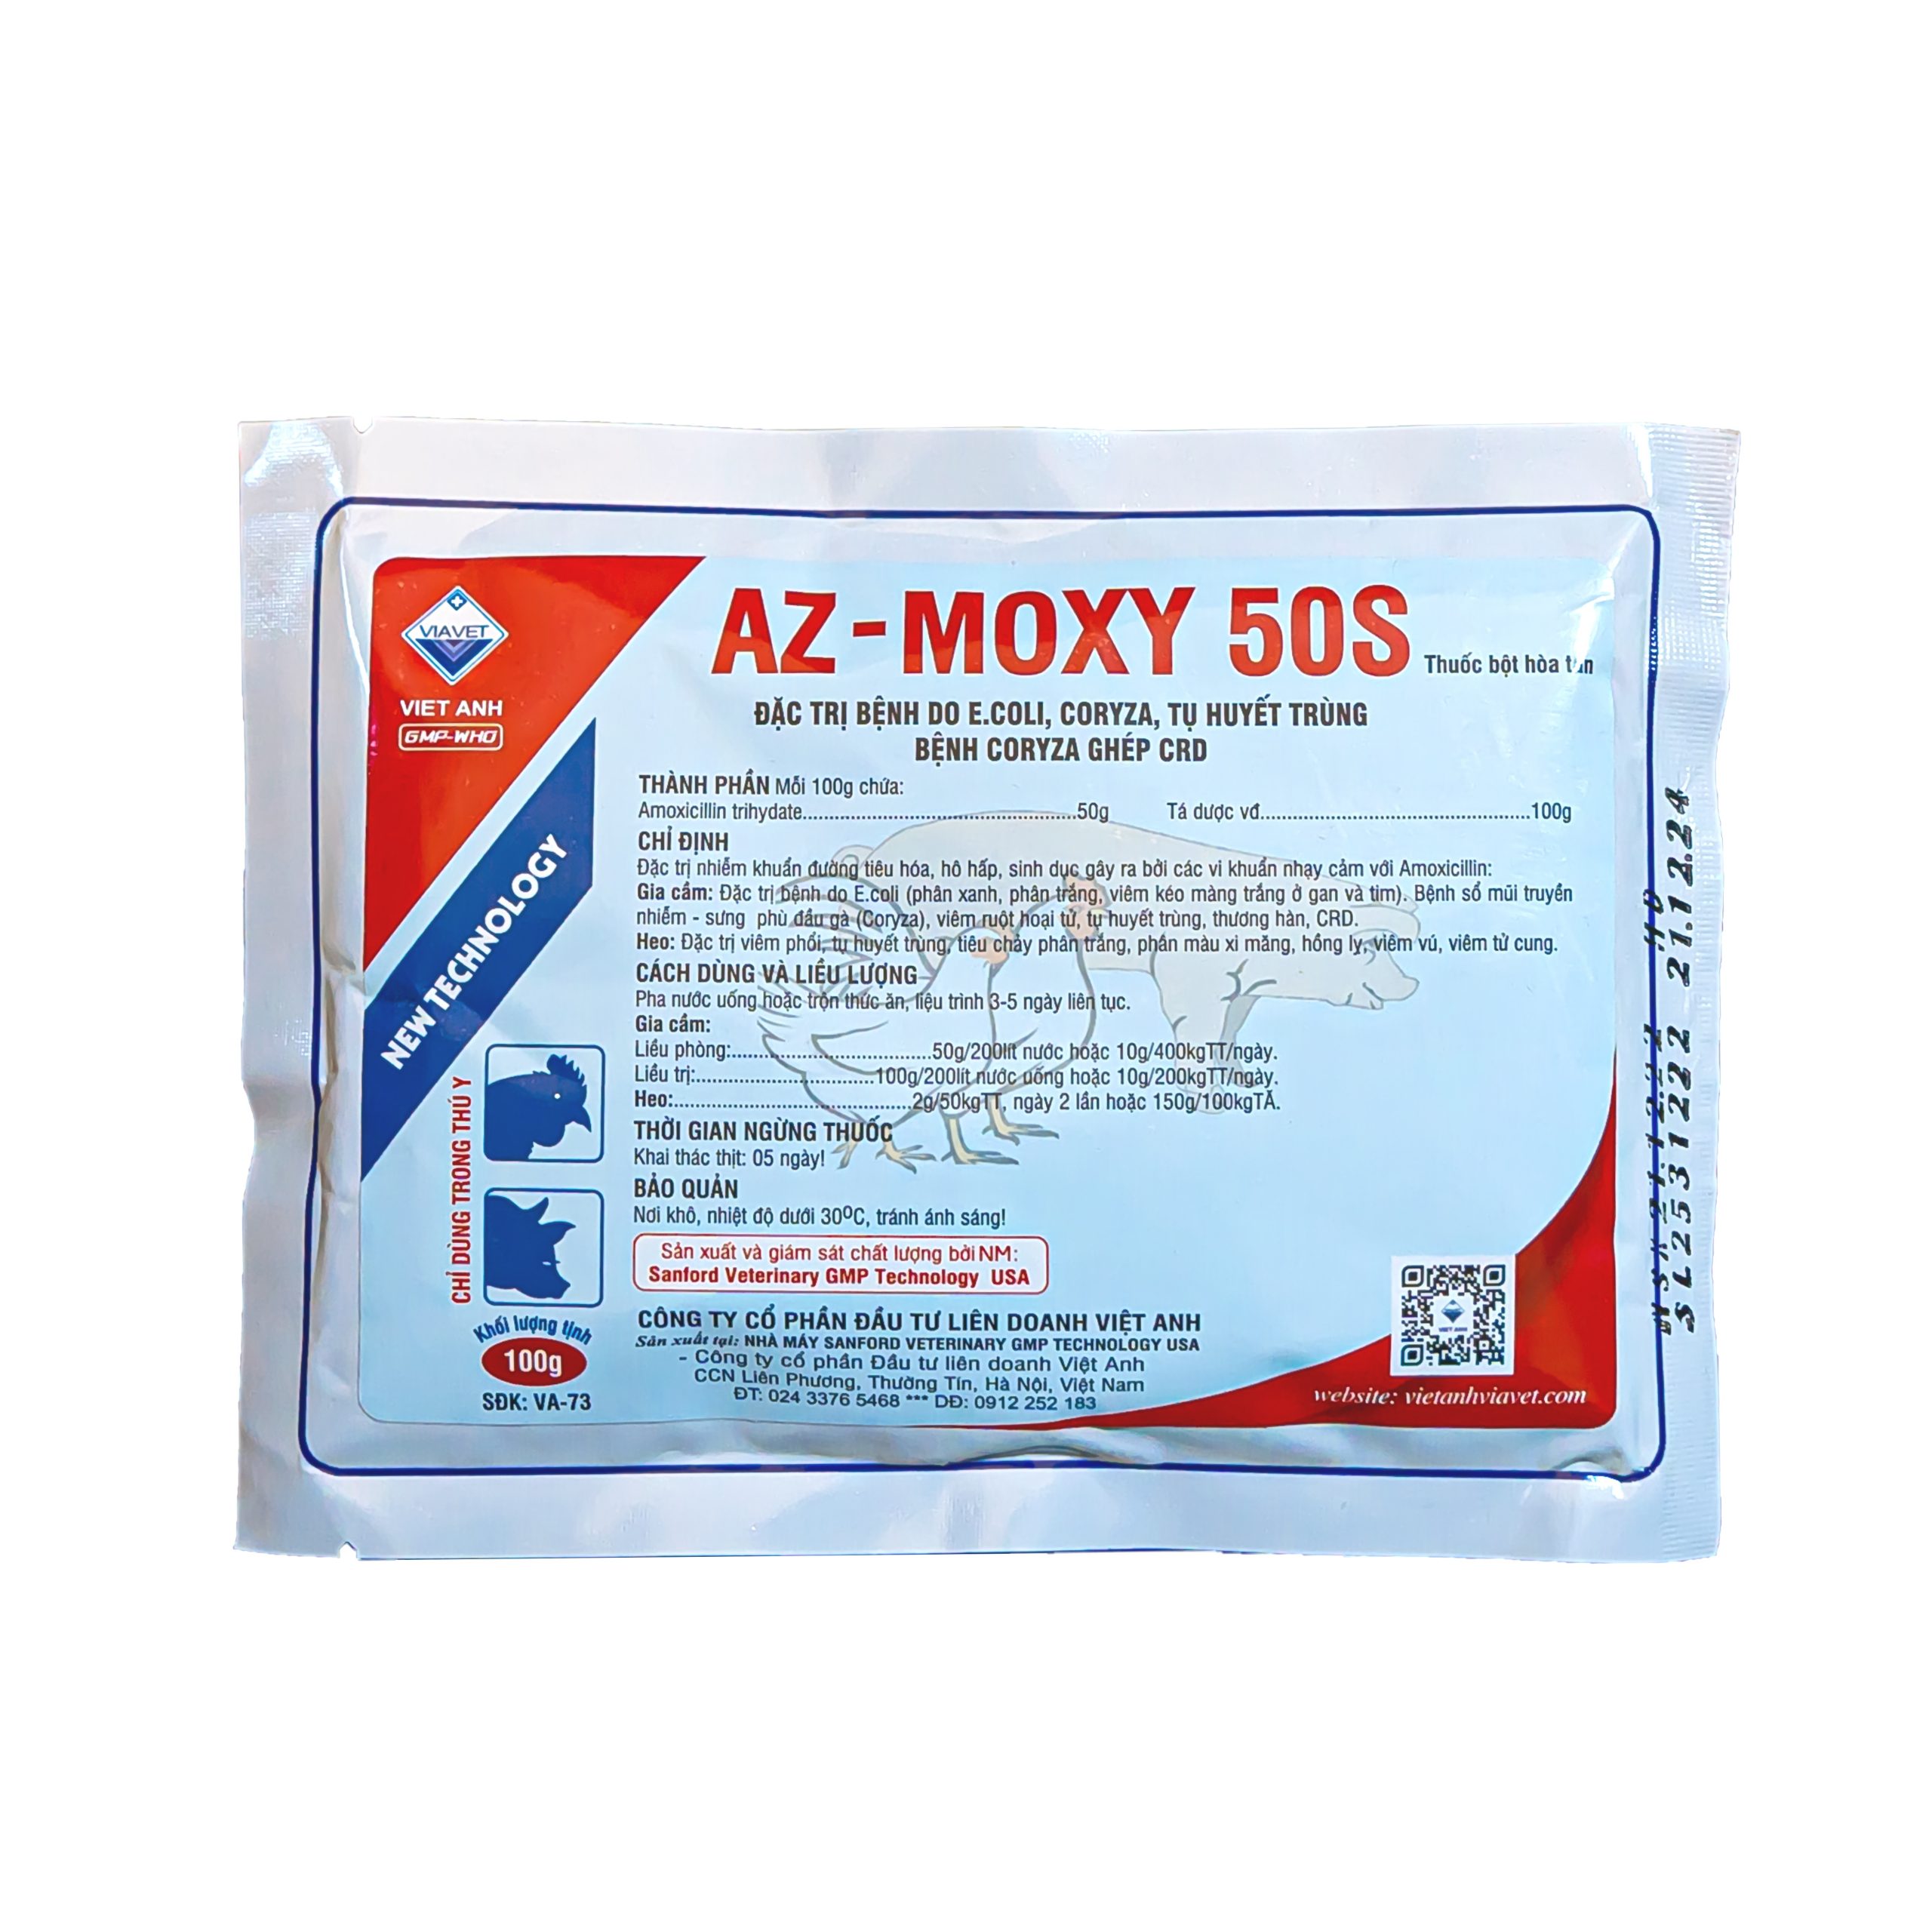 VIAVET
VIET ANH
GMP-WHO
NEW TECHNOLOGY
CHỈ DÙNG TRONG THÚ Y
Khối lượng tịnh
100g
SĐK: VA-73
AZ-MOXY 50S
Thuốc bột hòa tan
ĐẶC TRỊ BỆNH DO E.COLI, CORYZA, TỤ HUYẾT TRÙNG
BỆNH CORYZA GHÉP CRD
THÀNH PHẦN Mỗi 100g chứa:
Amoxicillin trihydate..................................................50g Tá dược vđ..................................................100g
CHỈ ĐỊNH
Đặc trị nhiễm khuẩn đường tiêu hóa, hô hấp, sinh dục gây ra bởi các vi khuẩn nhạy cảm với Amoxicillin:
Gia cầm: Đặc trị bệnh do E.coli (phân xanh, phân trắng, viêm kéo màng trắng ở gan và tim). Bệnh sổ mũi truyền
nhiễm - sưng phù đầu gà (Coryza), viêm ruột hoại tử, tụ huyết trùng, thương hàn, CRD.
Heo: Đặc trị viêm phổi, tụ huyết trùng, tiêu chảy phân trắng, phân màu xi măng, hồng lỵ, viêm vú, viêm tử cung.
CÁCH DÙNG VÀ LIỀU LƯỢNG
Pha nước uống hoặc trộn thức ăn, liệu trình 3-5 ngày liên tục.
Gia cầm:
Liều phòng:....................................50g/200lít nước hoặc 10g/400kgTT/ngày.
Liều trị:................................100g/200lít nước uống hoặc 10g/200kgTT/ngày.
Heo:...........................................2g/50kgTT, ngày 2 lần hoặc 150g/100kgTĂ.
THỜI GIAN NGỪNG THUỐC
Khai thác thịt: 05 ngày!
BẢO QUẢN
Nơi khô, nhiệt độ dưới 30ºC, tránh ánh sáng!
Sản xuất và giám sát chất lượng bởi NM:
Sanford Veterinary GMP Technology USA
CÔNG TY CỔ PHẦN ĐẦU TƯ LIÊN DOANH VIỆT ANH
Sản xuất tại: NHÀ MÁY SANFORD VETERINARY GMP TECHNOLOGY USA
- Công ty cổ phần Đầu tư liên doanh Việt Anh
CCN Liên Phương, Thường Tín, Hà Nội, Việt Nam
ĐT: 024 3376 5468 *** DĐ: 0912 252 183
VIET ANH
website: vietanhviavet.com
NSX 211222 HD
SL2531222 211224